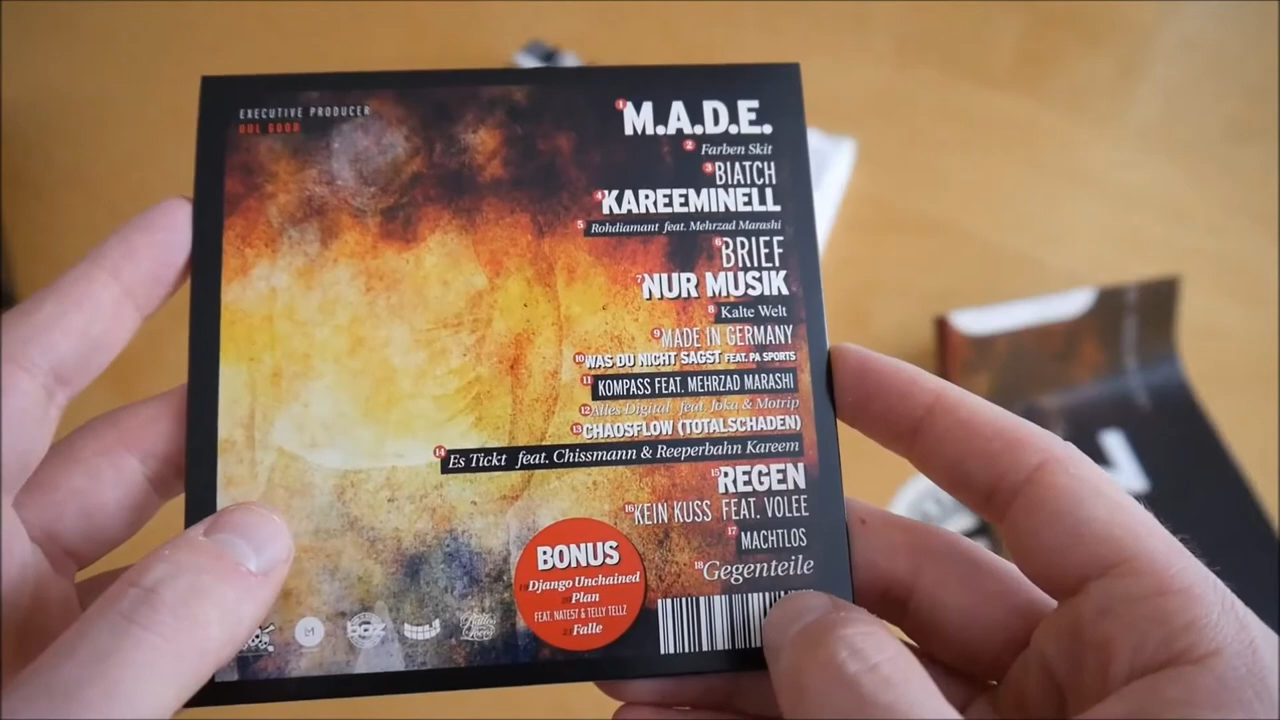 EXECUTIVE PRODUCER
1 M.A.D.E.
2 Farben Skit
3 BIATCH
4 KAREEMINELL
5 Rohdiamant feat. Mehrzad Marashi
6 BRIEF
7 NUR MUSIK
8 Kalte Welt
9 MADE IN GERMANY
10 WAS DU NICHT SAGST FEAT. PA SPORTS
11 KOMPASS FEAT. MEHRZAD MARASHI
12 Alles Digital feat. Joka & Motrip
13 CHAOSFLOW (TOTALSCHADEN)
14 Es Tickt feat. Chissmann & Reeperbahn Kareem
15 REGEN
16 KEIN KUSS FEAT. VOLEE
17 MACHTLOS
18 Gegenteile
BONUS
19 Django Unchained
20 Plan
FEAT. NATE57 & TELLY TELLZ
21 Falle